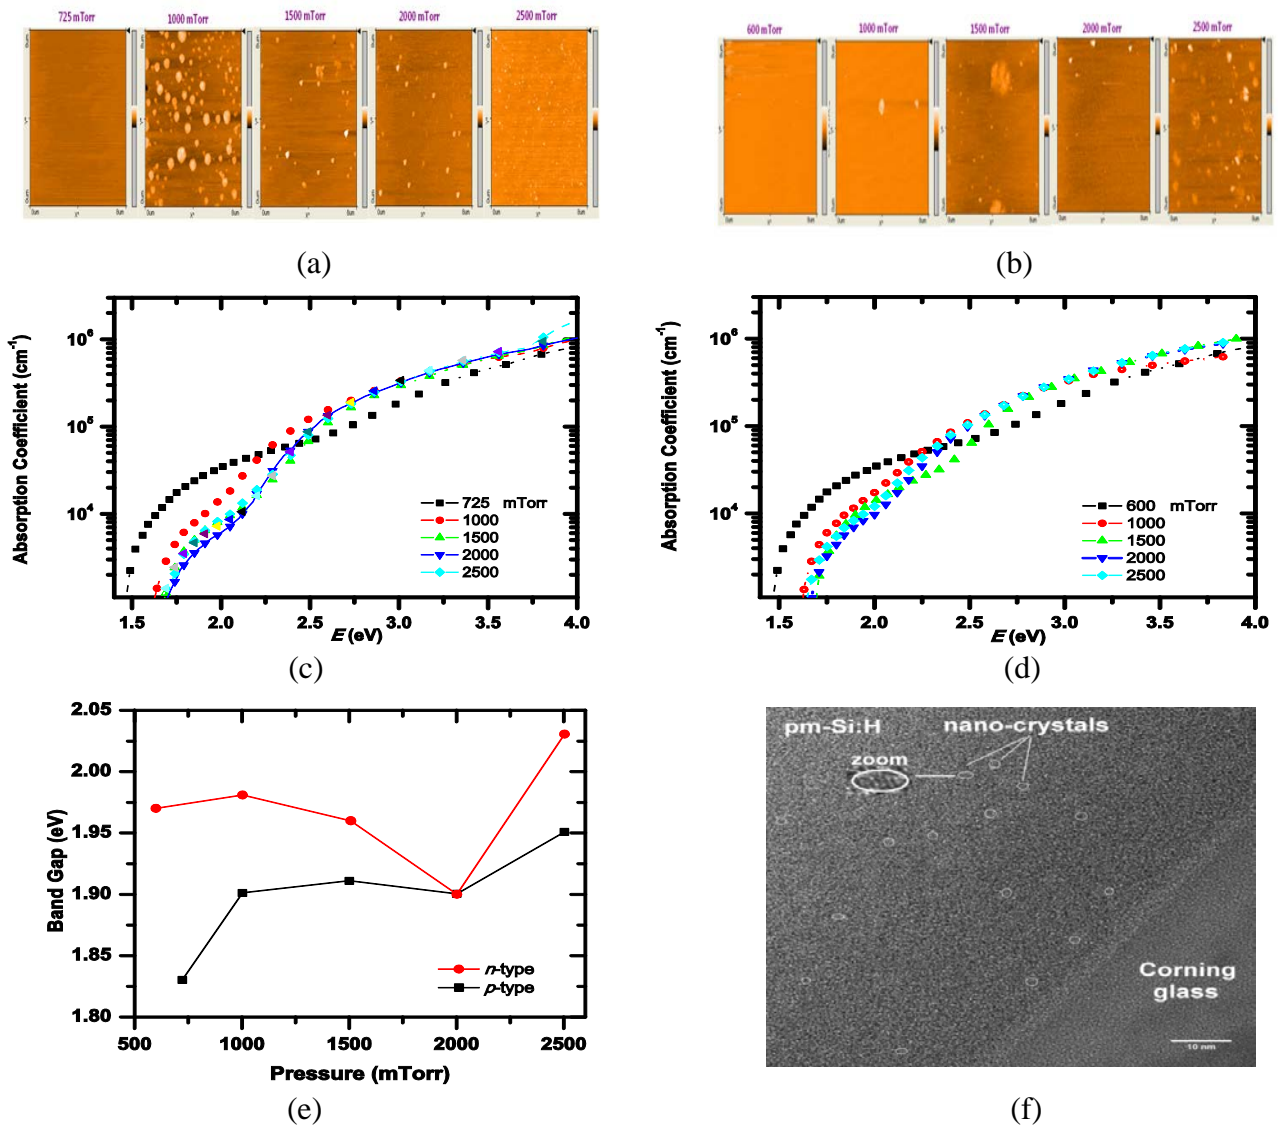 725 mTorr 1000 mTorr 1500 mTorr 2000 mTorr 2500 mTorr
600 mTorr 1000 mTorr 1500 mTorr 2000 mTorr 2500 mTorr
(a)
(b)
Absorption Coefficient (cm⁻¹)
10⁶
10⁵
10⁴
725 mTorr
1000
1500
2000
2500
1.5 2.0 2.5 3.0 3.5 4.0
E (eV)
(c)
Absorption Coefficient (cm⁻¹)
10⁶
10⁵
10⁴
600 mTorr
1000
1500
2000
2500
1.5 2.0 2.5 3.0 3.5 4.0
E (eV)
(d)
Band Gap (eV)
2.05
2.00
1.95
1.90
1.85
1.80
n-type
p-type
500 1000 1500 2000 2500
Pressure (mTorr)
(e)
pm-Si:H nano-crystals
zoom
Corning
glass
10 nm
(f)